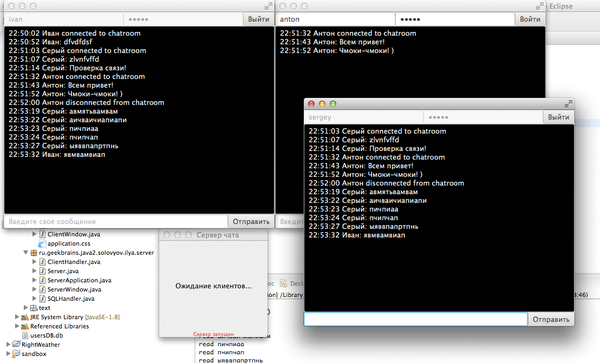 ivan
•••••
Выйти
22:50:02 Иван connected to chatroom
22:50:52 Иван: dfvdfdsf
22:51:03 Серый connected to chatroom
22:51:07 Серый: zlvnfvffd
22:51:14 Серый: Проверка связи!
22:51:32 Антон connected to chatroom
22:51:43 Антон: Всем привет!
22:51:52 Антон: Чмоки-чмоки! )
22:52:00 Антон disconnected from chatroom
22:53:19 Серый: авмятьвамвам
22:53:22 Серый: аичваичиапиапи
22:53:23 Серый: пичпиаа
22:53:24 Серый: пчипчап
22:53:27 Серый: ыяввпапртпнь
22:53:32 Иван: явмвамвиап
Введите своё сообщение
Отправить
anton
•••••
Войти
22:51:32 Антон connected to chatroom
22:51:43 Антон: Всем привет!
22:51:52 Антон: Чмоки-чмоки! )
Eclipse
sergey
•••••
Выйти
22:51:03 Серый connected to chatroom
22:51:07 Серый: zlvnfvffd
22:51:14 Серый: Проверка связи!
22:51:32 Антон connected to chatroom
22:51:43 Антон: Всем привет!
22:51:52 Антон: Чмоки-чмоки! )
22:52:00 Антон disconnected from chatroom
22:53:19 Серый: авмятьвамвам
22:53:22 Серый: аичваичиапиапи
22:53:23 Серый: пичпиаа
22:53:24 Серый: пчипчап
22:53:27 Серый: ыяввпапртпнь
22:53:32 Иван: явмвамвиап
Отправить
ClientWindow.java
application.css
ru.geekbrains.java2.solovyov.ilya.server
ClientHandler.java
Server.java
ServerApplication.java
ServerWindow.java
SQLHandler.java
text
JRE System Library [JavaSE-1.8]
Referenced Libraries
usersDB.db
RightWeather
sandbox
Сервер чата
Ожидание клиентов...
Сервер запущен
read пичпиаа
read пчипчап
read ыяввпапртпнь